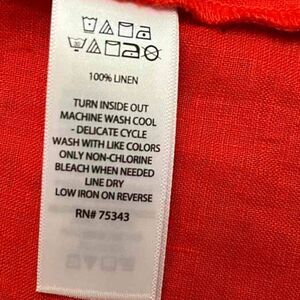 100% LINEN
TURN INSIDE OUT
MACHINE WASH COOL
- DELICATE CYCLE
WASH WITH LIKE COLORS
ONLY NON-CHLORINE
BLEACH WHEN NEEDED
LINE DRY
LOW IRON ON REVERSE
RN# 75343